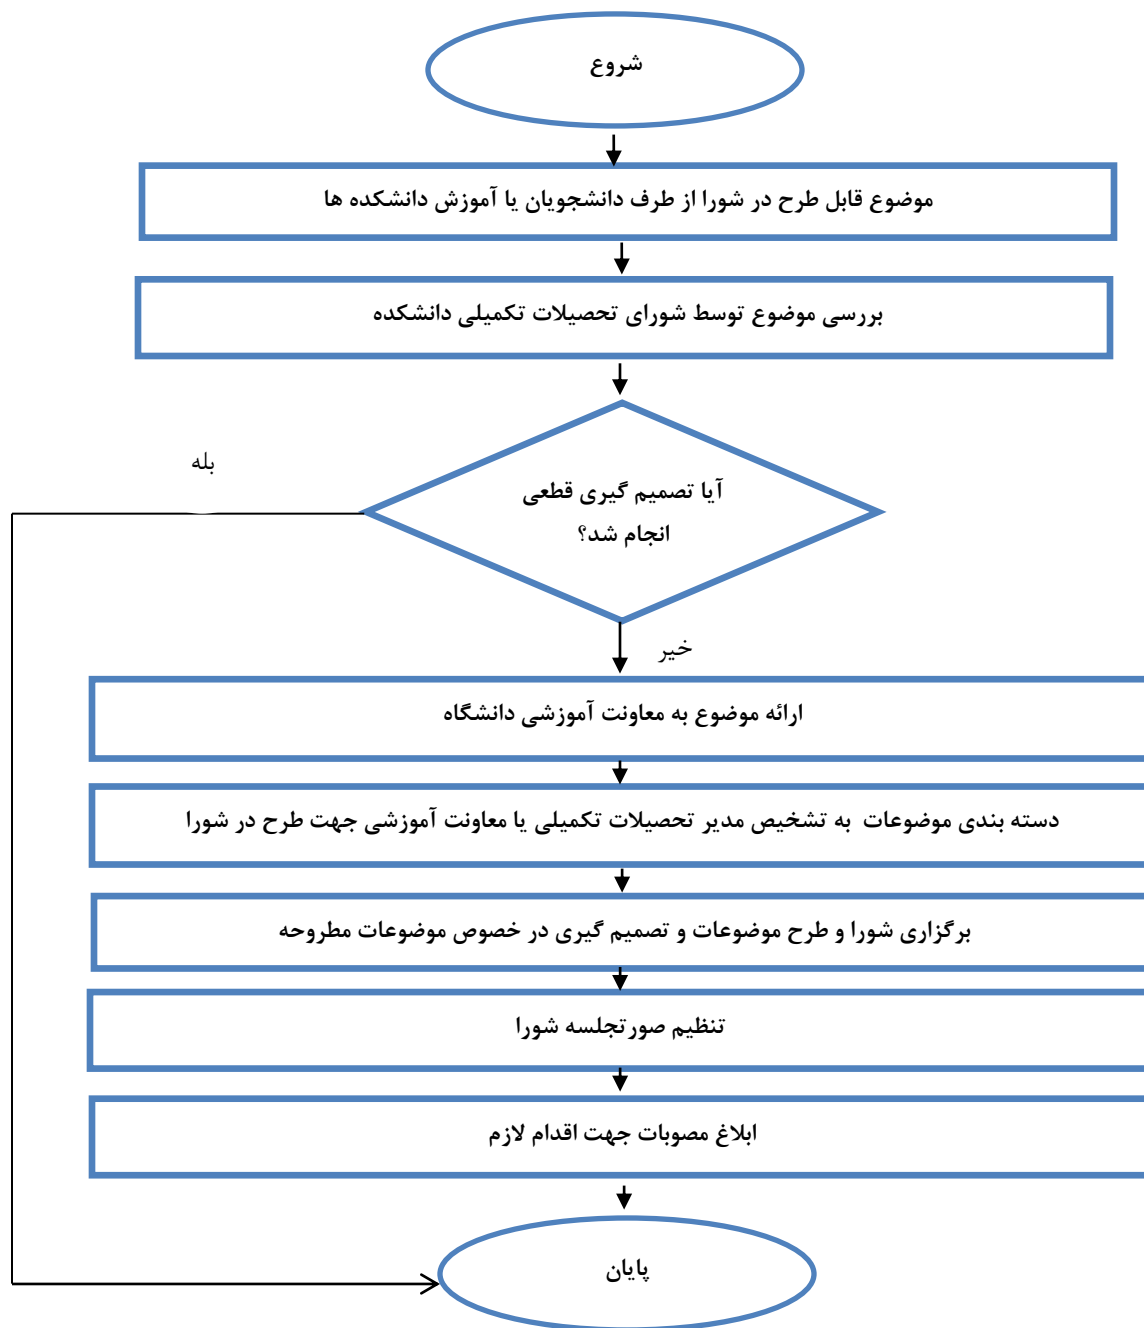 شروع
موضوع قابل طرح در شورا از طرف دانشجویان یا آموزش دانشکده ها
بررسی موضوع توسط شورای تحصیلات تکمیلی دانشکده
بله
آیا تصمیم گیری قطعی
انجام شد؟
خیر
ارائه موضوع به معاونت آموزشی دانشگاه
دسته بندی موضوعات به تشخیص مدیر تحصیلات تکمیلی یا معاونت آموزشی جهت طرح در شورا
برگزاری شورا و طرح موضوعات و تصمیم گیری در خصوص موضوعات مطروحه
تنظیم صورتجلسه شورا
ابلاغ مصوبات جهت اقدام لازم
پایان